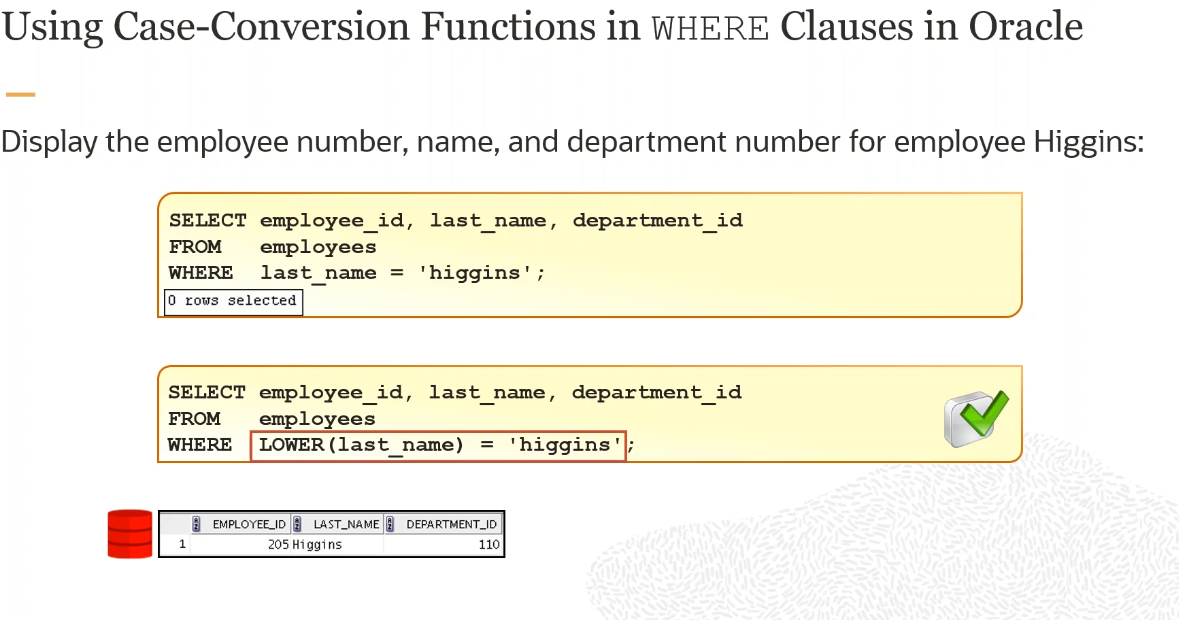 Using Case-Conversion Functions in WHERE Clauses in Oracle
Display the employee number, name, and department number for employee Higgins:
SELECT employee_id, last_name, department_id
FROM employees
WHERE last_name = 'higgins';
0 rows selected
SELECT employee_id, last_name, department_id
FROM employees
WHERE LOWER(last_name) = 'higgins';
EMPLOYEE_ID LAST_NAME DEPARTMENT_ID
1 205 Higgins 110